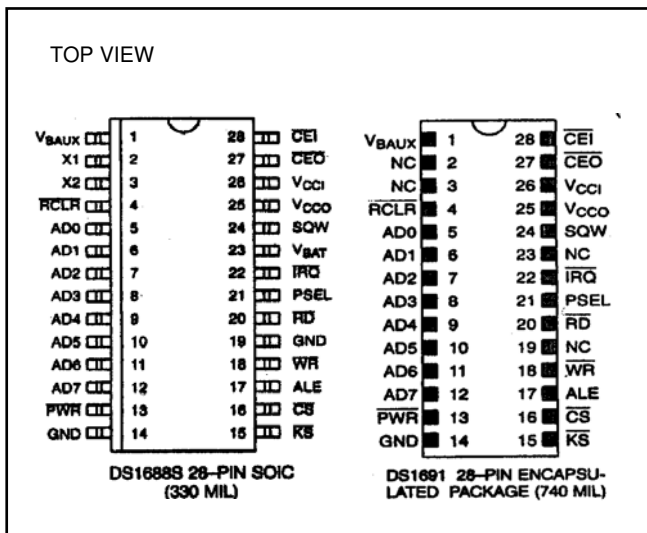 TOP VIEW
VBAUX 1 28 CEI
X1 2 27 CEO
X2 3 26 VCCI
RCLR 4 25 VCCO
AD0 5 24 SQW
AD1 6 23 VBAT
AD2 7 22 IRQ
AD3 8 21 PSEL
AD4 9 20 RD
AD5 10 19 GND
AD6 11 18 WR
AD7 12 17 ALE
PWR 13 16 CS
GND 14 15 KS
DS1688S 28–PIN SOIC
(330 MIL)
VBAUX 1 28 CEI
NC 2 27 CEO
NC 3 26 VCCI
RCLR 4 25 VCCO
AD0 5 24 SQW
AD1 6 23 NC
AD2 7 22 IRQ
AD3 8 21 PSEL
AD4 9 20 RD
AD5 10 19 NC
AD6 11 18 WR
AD7 12 17 ALE
PWR 13 16 CS
GND 14 15 KS
DS1691 28–PIN ENCAPSU-
LATED PACKAGE (740 MIL)